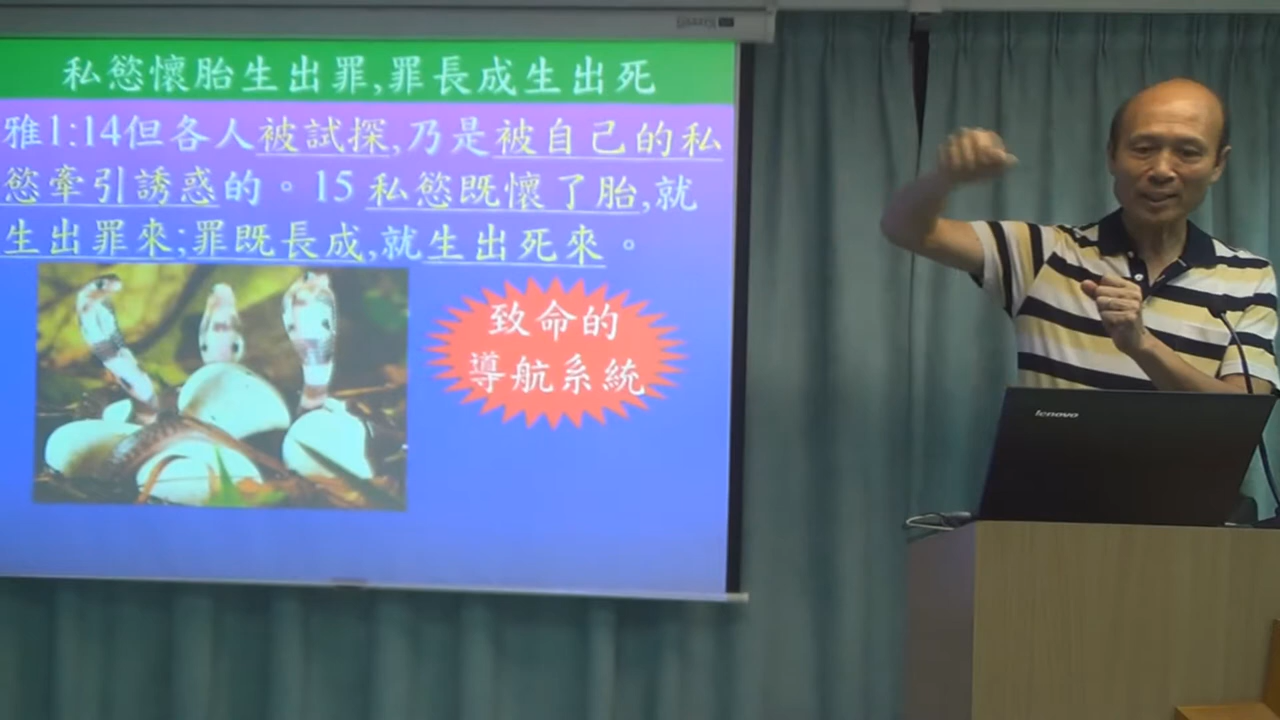 私慾懷胎生出罪,罪長成生出死
雅1:14但各人被試探,乃是被自己的私
慾牽引誘惑的。15 私慾既懷了胎,就
生出罪來;罪既長成,就生出死來。
致命的
導航系統
lenovo